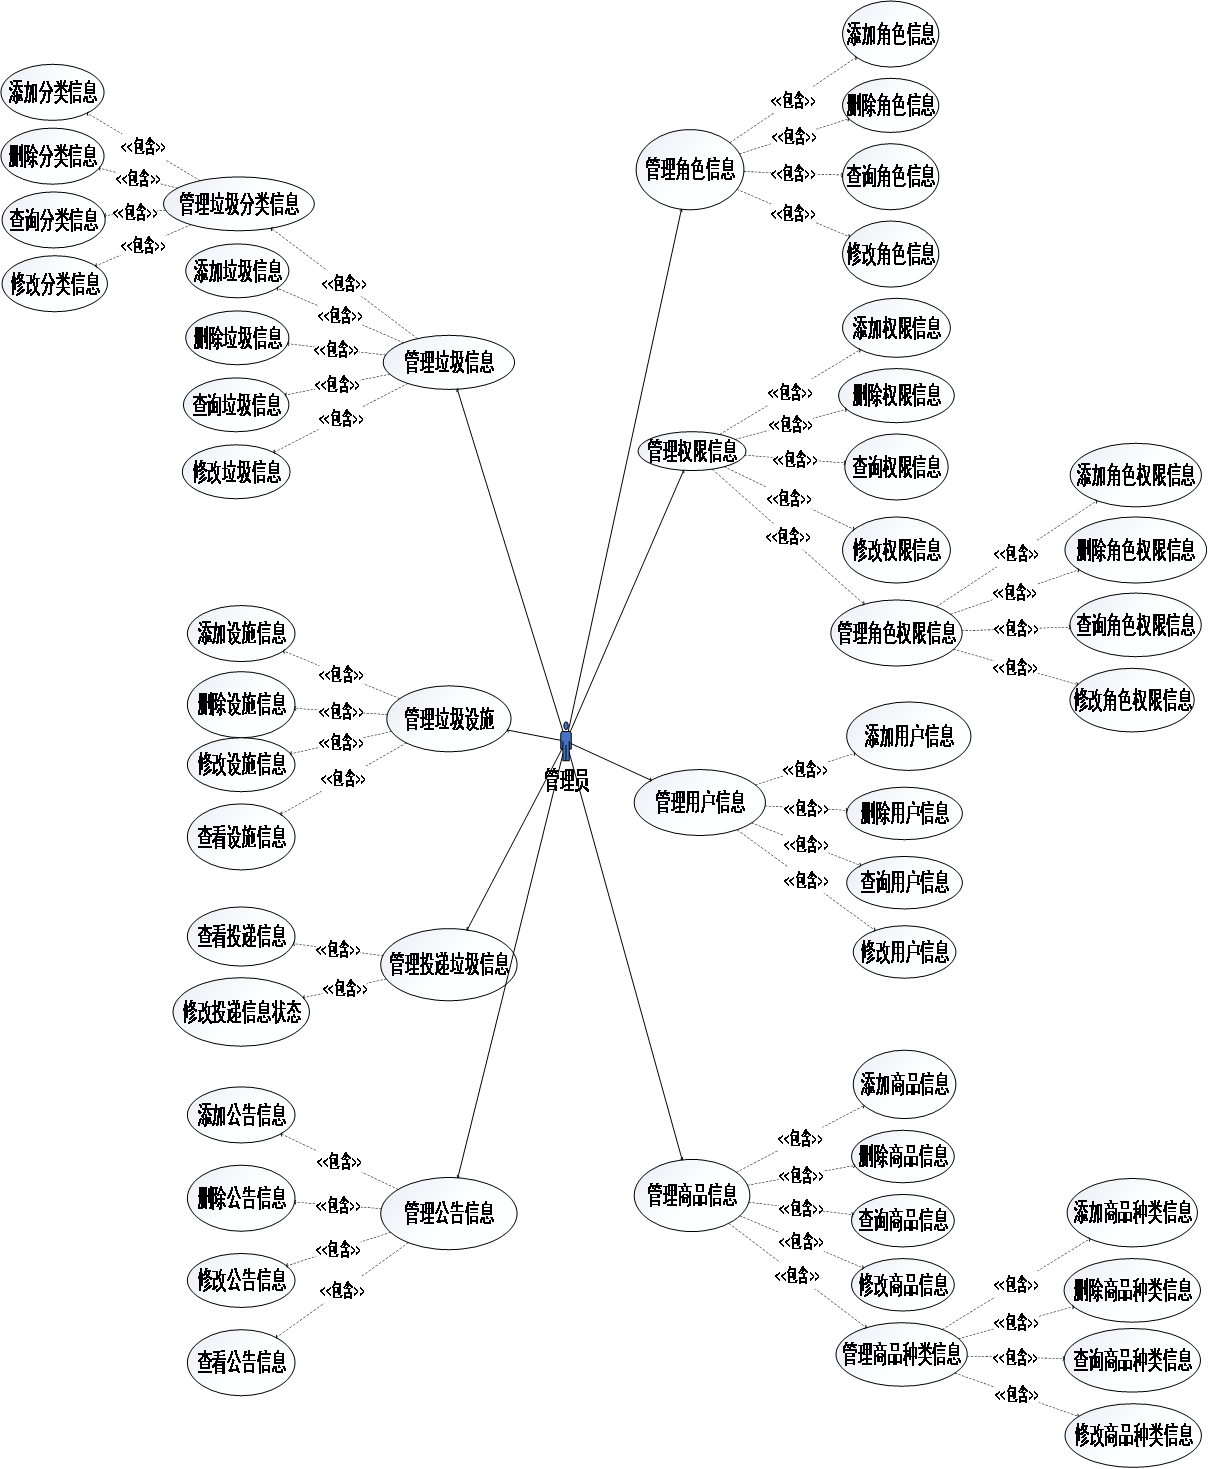 添加分类信息
删除分类信息
查询分类信息
修改分类信息
<<包含>>
<<包含>>
<<包含>>
<<包含>>
管理垃圾分类信息
添加垃圾信息
删除垃圾信息
查询垃圾信息
修改垃圾信息
<<包含>>
<<包含>>
<<包含>>
<<包含>>
<<包含>>
管理垃圾信息
添加设施信息
删除设施信息
修改设施信息
查看设施信息
<<包含>>
<<包含>>
<<包含>>
<<包含>>
管理垃圾设施
查看投递信息
修改投递信息状态
<<包含>>
<<包含>>
管理投递垃圾信息
添加公告信息
删除公告信息
修改公告信息
查看公告信息
<<包含>>
<<包含>>
<<包含>>
<<包含>>
管理公告信息
管理员
管理角色信息
<<包含>>
<<包含>>
<<包含>>
<<包含>>
添加角色信息
删除角色信息
查询角色信息
修改角色信息
管理权限信息
<<包含>>
<<包含>>
<<包含>>
<<包含>>
<<包含>>
添加权限信息
删除权限信息
查询权限信息
修改权限信息
管理角色权限信息
<<包含>>
<<包含>>
<<包含>>
<<包含>>
添加角色权限信息
删除角色权限信息
查询角色权限信息
修改角色权限信息
管理用户信息
<<包含>>
<<包含>>
<<包含>>
<<包含>>
添加用户信息
删除用户信息
查询用户信息
修改用户信息
管理商品信息
<<包含>>
<<包含>>
<<包含>>
<<包含>>
<<包含>>
添加商品信息
删除商品信息
查询商品信息
修改商品信息
管理商品种类信息
<<包含>>
<<包含>>
<<包含>>
<<包含>>
添加商品种类信息
删除商品种类信息
查询商品种类信息
修改商品种类信息